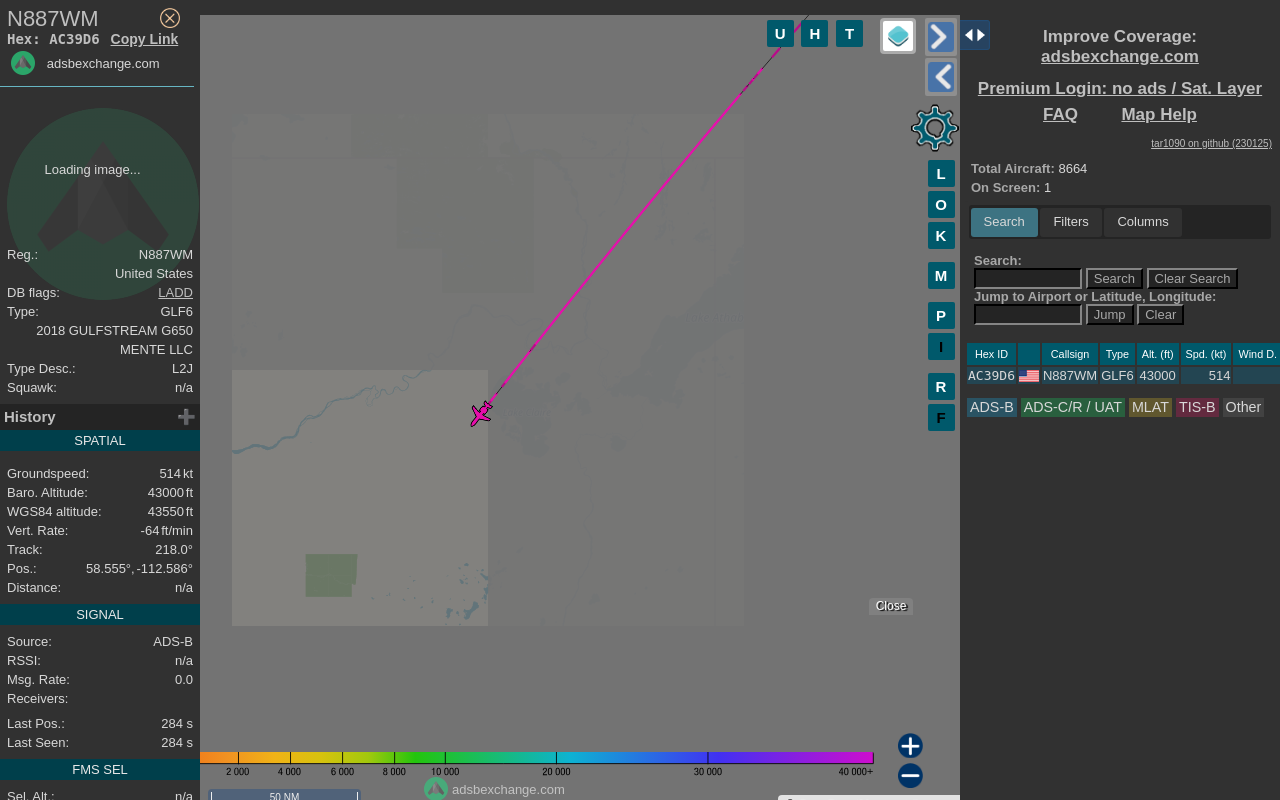 N887WM
Hex: AC39D6 Copy Link
adsbexchange.com
Loading image...
Reg.: N887WM
United States
DB flags: LADD
Type: GLF6
2018 GULFSTREAM G650
MENTE LLC
Type Desc.: L2J
Squawk: n/a
History
SPATIAL
Groundspeed: 514 kt
Baro. Altitude: 43000 ft
WGS84 altitude: 43550 ft
Vert. Rate: -64 ft/min
Track: 218.0°
Pos.: 58.555°, -112.586°
Distance: n/a
SIGNAL
Source: ADS-B
RSSI: n/a
Msg. Rate: 0.0
Receivers:
Last Pos.: 284 s
Last Seen: 284 s
FMS SEL
Sel. Alt.: n/a
U H T
L
O
K
M
P
I
R
F
Close
2 000 4 000 6 000 8 000 10 000 20 000 30 000 40 000+
adsbexchange.com
50 NM
Improve Coverage:
adsbexchange.com
Premium Login: no ads / Sat. Layer
FAQ Map Help
tar1090 on github (230125)
Total Aircraft: 8664
On Screen: 1
Search Filters Columns
Search:
Search Clear Search
Jump to Airport or Latitude, Longitude:
Jump Clear
Hex ID Callsign Type Alt. (ft) Spd. (kt) Wind D.
AC39D6 N887WM GLF6 43000 514
ADS-B ADS-C/R / UAT MLAT TIS-B Other